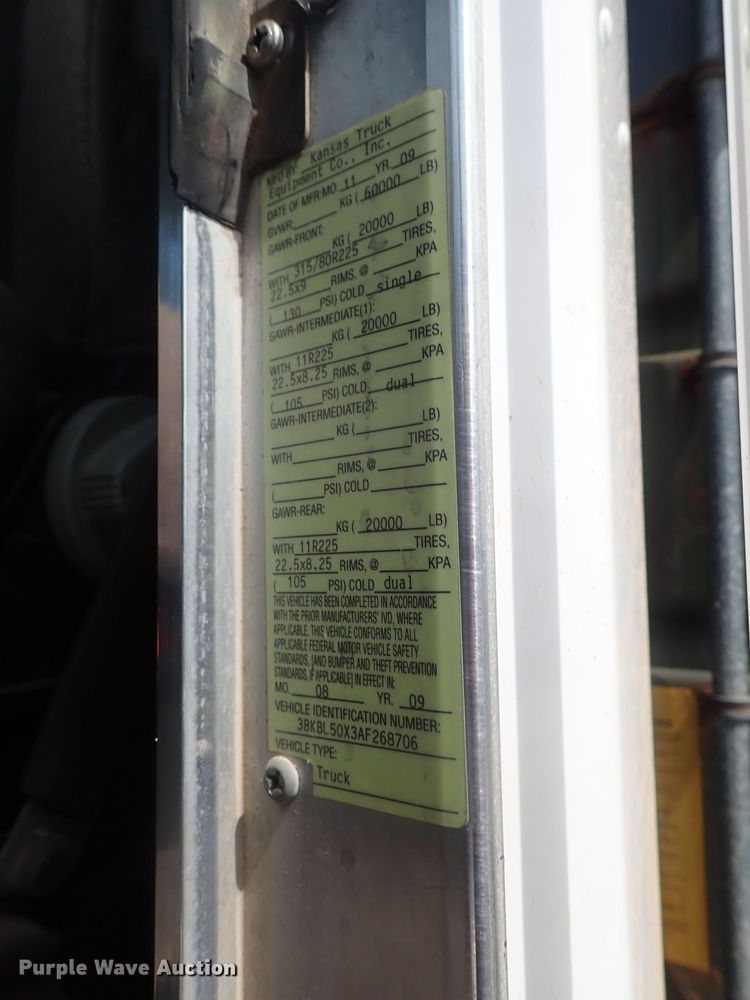 MFD BY Kansas Truck
Equipment Co., Inc.
DATE OF MFR:MO. 11 YR. 09
GVWR: KG ( 60000 LB)
GAWR-FRONT:
KG ( 20000 LB)
WITH 315/80R225 TIRES,
22.5x9 RIMS, @ KPA
( 130 PSI) COLD single
GAWR-INTERMEDIATE(1):
KG ( 20000 LB)
WITH 11R225 TIRES,
22.5x8.25 RIMS, @ KPA
( 105 PSI) COLD dual
GAWR-INTERMEDIATE(2):
KG ( LB)
WITH TIRES,
RIMS, @ KPA
( PSI) COLD
GAWR-REAR:
KG ( 20000 LB)
WITH 11R225 TIRES,
22.5x8.25 RIMS, @ KPA
( 105 PSI) COLD dual
THIS VEHICLE HAS BEEN COMPLETED IN ACCORDANCE
WITH THE PRIOR MANUFACTURERS' IVD, WHERE
APPLICABLE. THIS VEHICLE CONFORMS TO ALL
APPLICABLE FEDERAL MOTOR VEHICLE SAFETY
STANDARDS, [AND BUMPER AND THEFT PREVENTION
STANDARDS, IF APPLICABLE] IN EFFECT IN:
MO. 08 YR. 09
VEHICLE IDENTIFICATION NUMBER:
3BKBL50X3AF268706
VEHICLE TYPE:
Truck
Purple Wave Auction